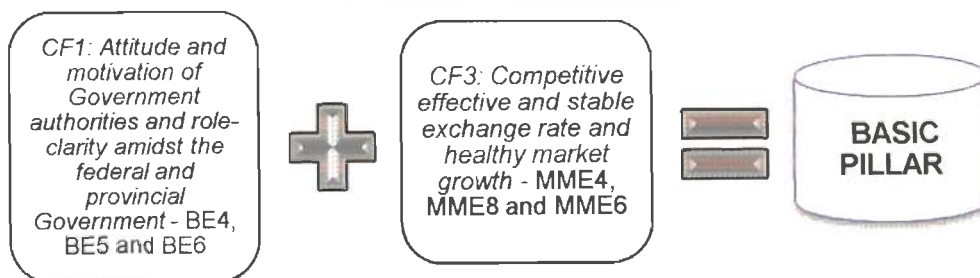 CF1: Attitude and
motivation of
Government
authorities and role-
clarity amidst the
federal and
provincial
Government - BE4,
BE5 and BE6
CF3: Competitive
effective and stable
exchange rate and
healthy market
growth - MME4,
MME8 and MME6
BASIC
PILLAR